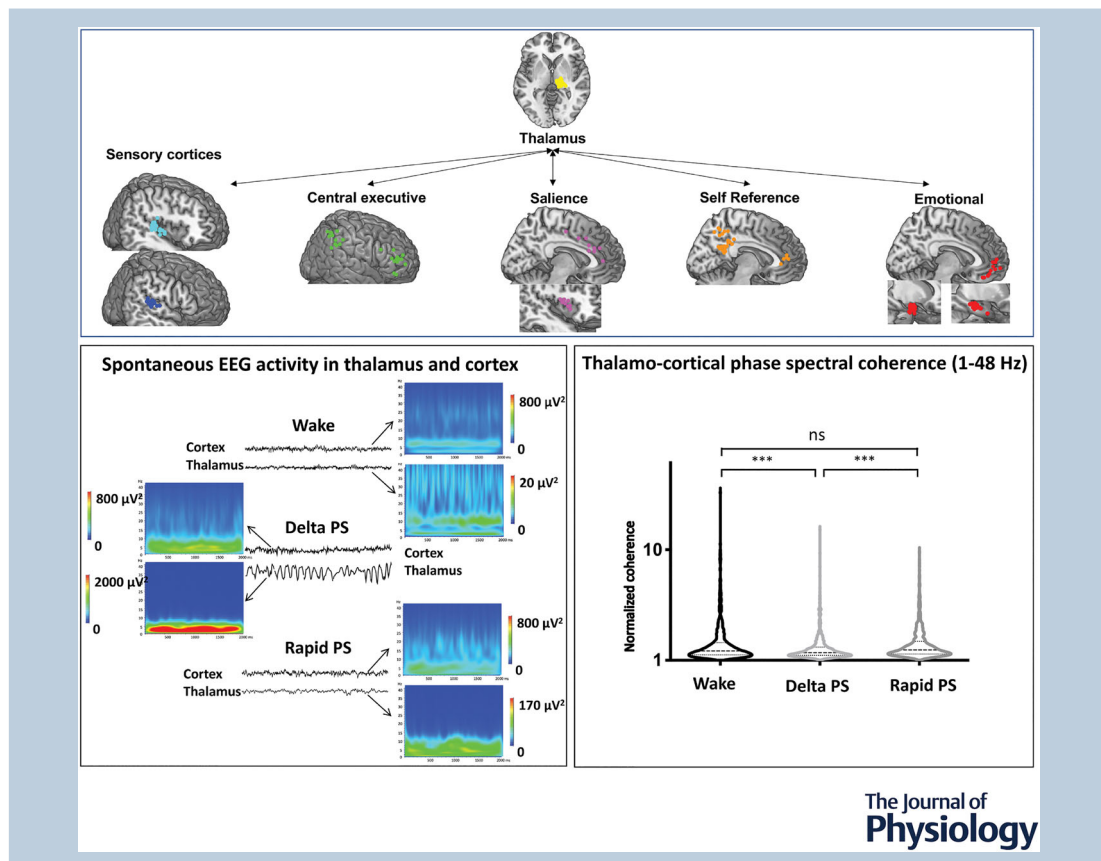 Thalamus
Sensory cortices
Central executive
Salience
Self Reference
Emotional
Spontaneous EEG activity in thalamus and cortex
Wake
Cortex
Thalamus
800 µV²
0
20 µV²
0
Delta PS
Cortex
Thalamus
800 µV²
0
2000 µV²
0
Rapid PS
Cortex
Thalamus
800 µV²
0
170 µV²
0
Thalamo-cortical phase spectral coherence (1-48 Hz)
ns
*** ***
Normalized coherence
10
1
Wake Delta PS Rapid PS
The Journal of
Physiology